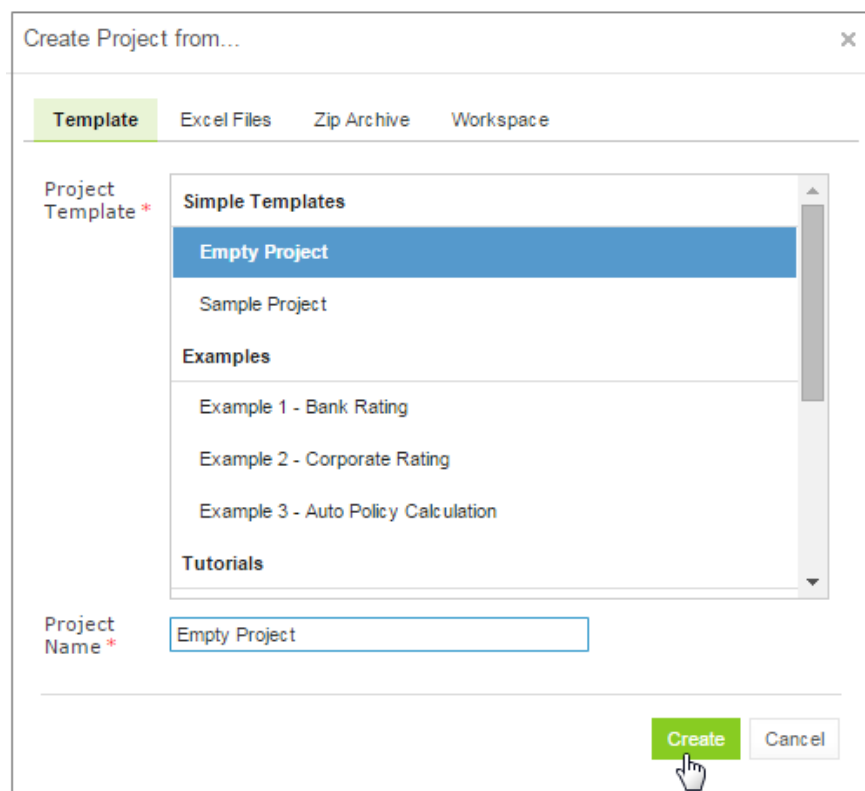 Create Project from...
×
Template Excel Files Zip Archive Workspace
Project
Template *
Simple Templates
Empty Project
Sample Project
Examples
Example 1 - Bank Rating
Example 2 - Corporate Rating
Example 3 - Auto Policy Calculation
Tutorials
Project
Name *
Empty Project
Create Cancel